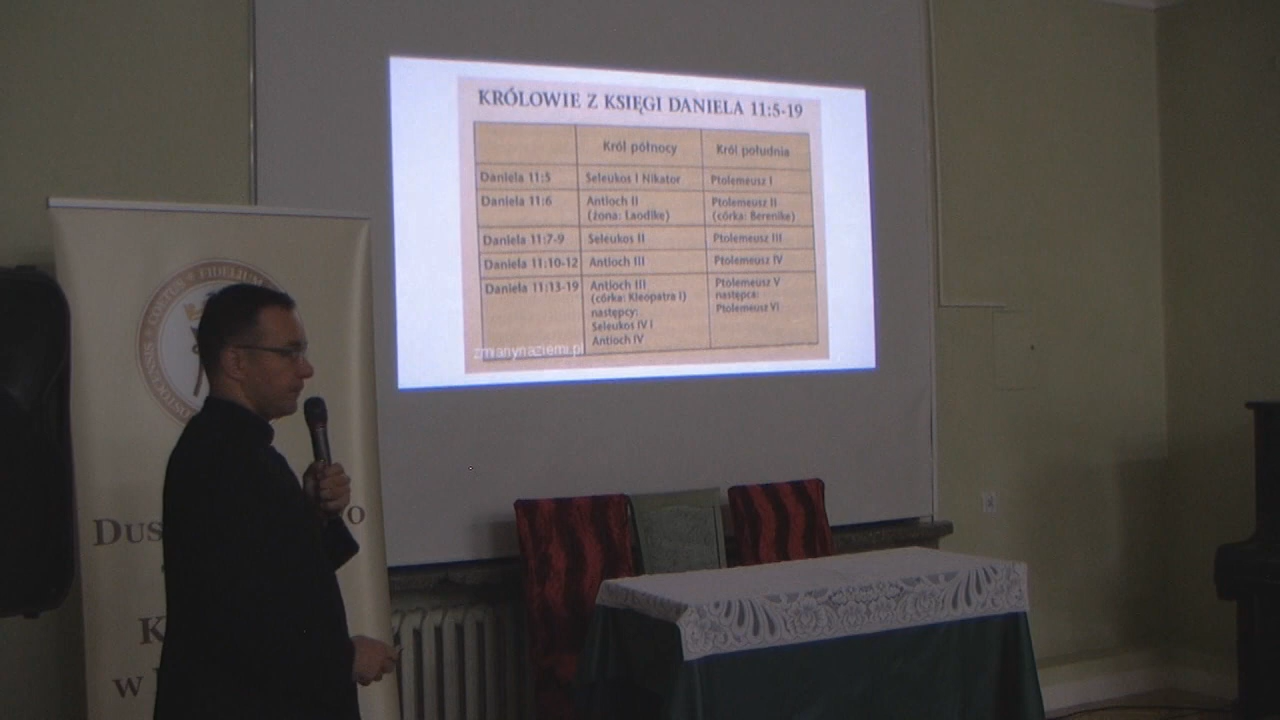 KRÓLOWIE Z KSIĘGI DANIELA 11:5-19
Król północy Król południa
Daniela 11:5 Seleukos I Nikator Ptolemeusz I
Daniela 11:6 Antioch II Ptolemeusz II
(żona: Laodike) (córka: Berenike)
Daniela 11:7-9 Seleukos II Ptolemeusz III
Daniela 11:10-12 Antioch III Ptolemeusz IV
Daniela 11:13-19 Antioch III Ptolemeusz V
(córka: Kleopatra I) następca:
następcy: Ptolemeusz VI
Seleukos IV i
Antioch IV
zmianynaziemi.pl
FIDELIUM
DUS O
K
W